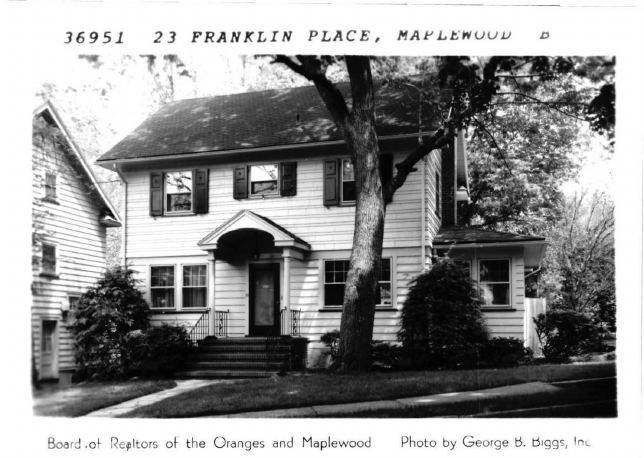 36951 23 FRANKLIN PLACE, MAPLEWOOD B
Board of Realtors of the Oranges and Maplewood Photo by George B. Biggs, Inc